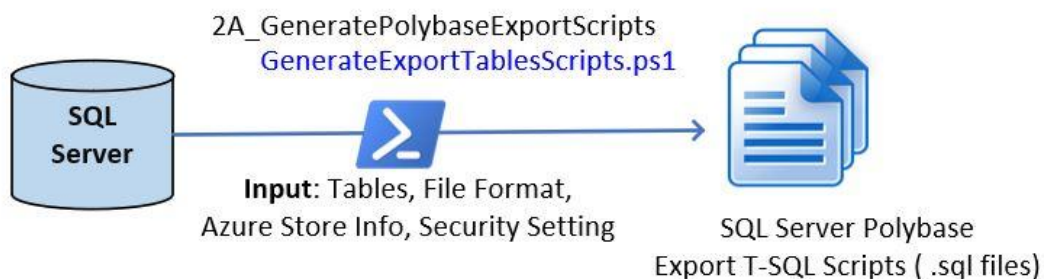 2A_GeneratePolybaseExportScripts
GenerateExportTablesScripts.ps1
SQL
Server
Input: Tables, File Format,
Azure Store Info, Security Setting
SQL Server Polybase
Export T-SQL Scripts ( .sql files)